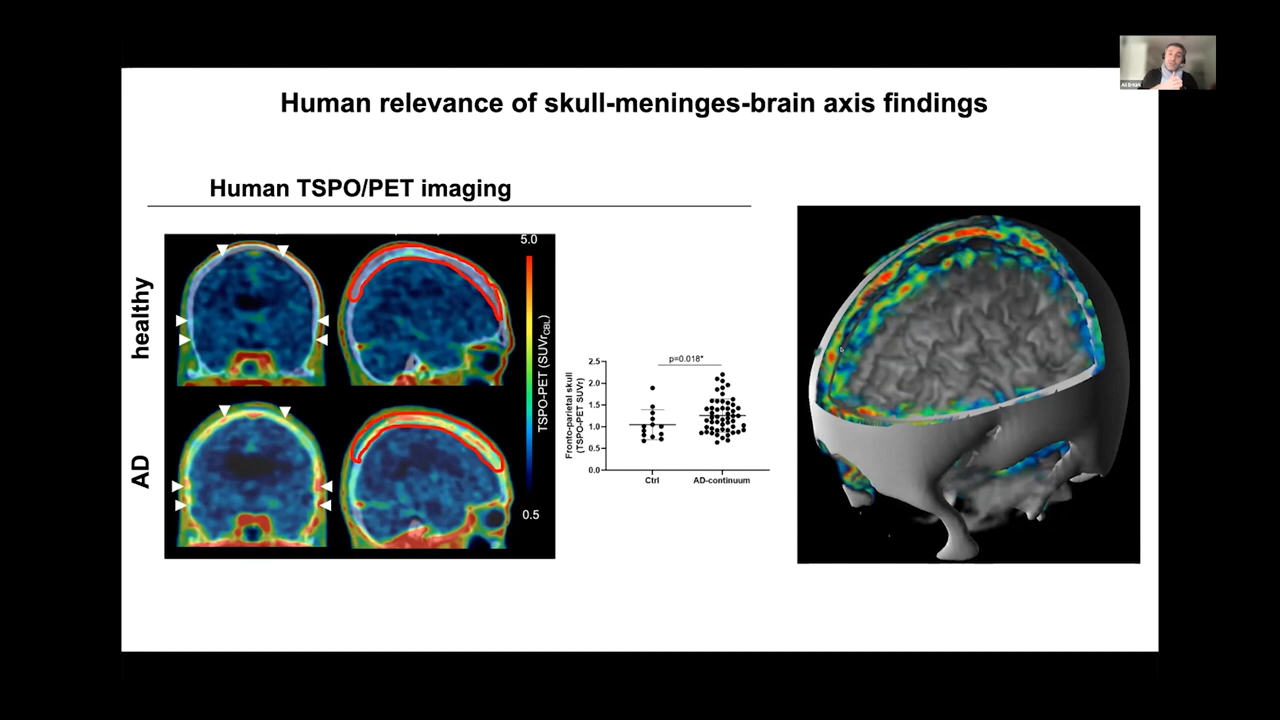 Human relevance of skull-meninges-brain axis findings
Human TSPO/PET imaging
healthy
AD
5.0
TSPO-PET (SUVrCBL)
0.5
Fronto-parietal skull
(TSPO-PET SUVr)
2.5
2.0
1.5
1.0
0.5
0.0
p=0.018*
Ctrl
AD-continuum